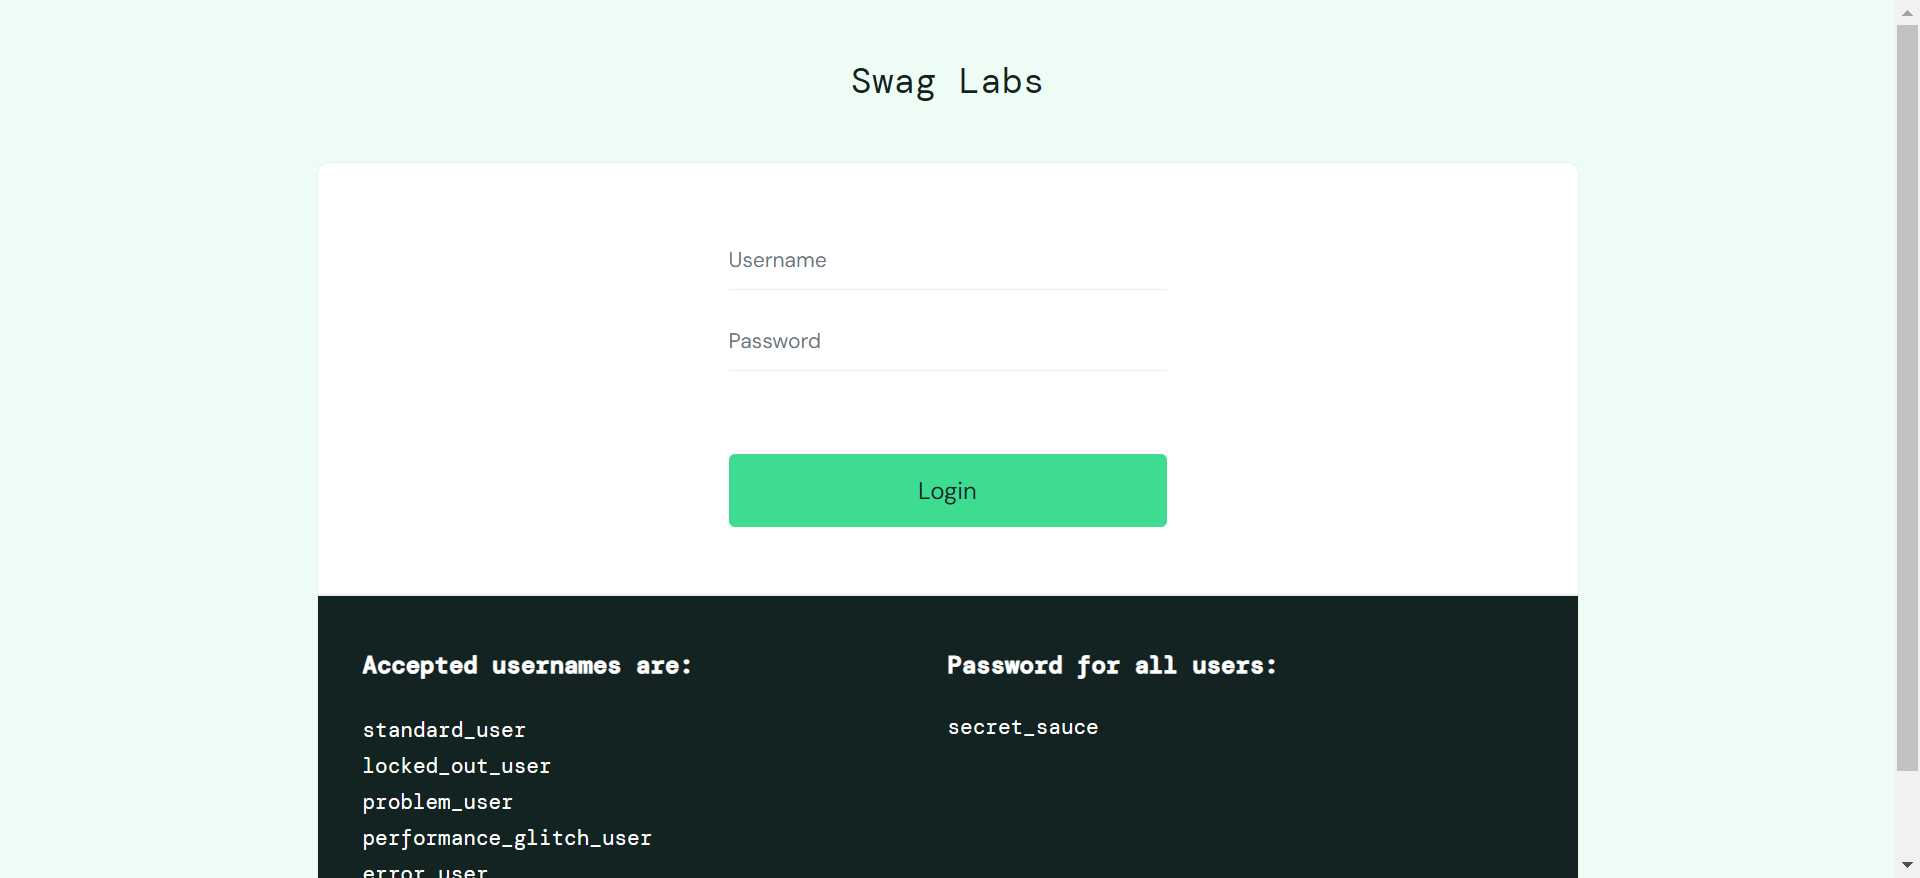 Swag Labs
Username
Password
Login
Accepted usernames are:
standard_user
locked_out_user
problem_user
performance_glitch_user
error_user
Password for all users:
secret_sauce